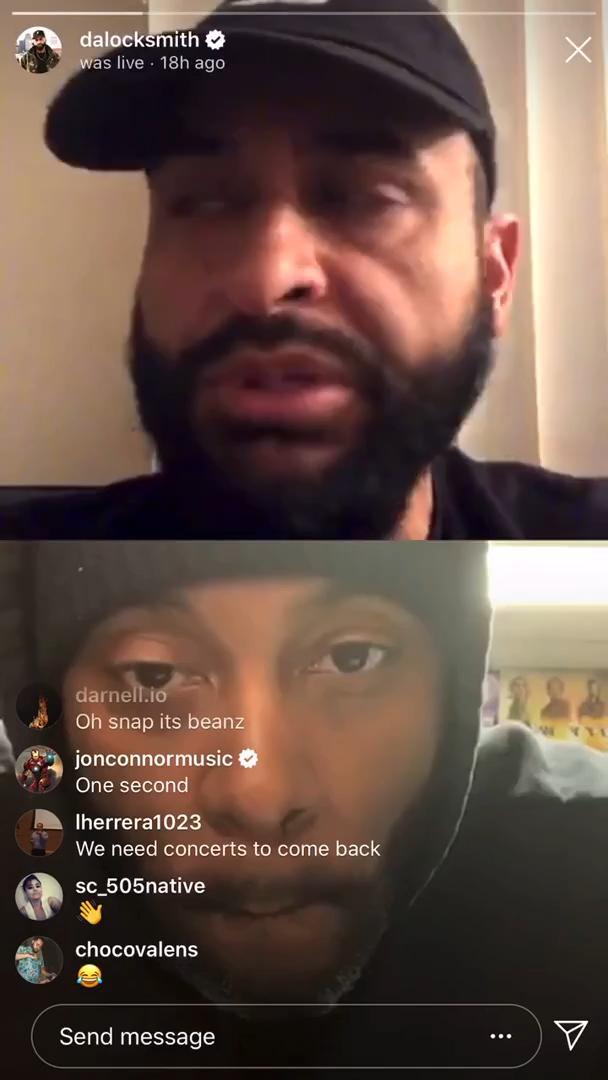 dalocksmith
was live · 18h ago
darnell.io
Oh snap its beanz
jonconnormusic
One second
lherrera1023
We need concerts to come back
sc_505native
👋
chocovalens
😂
Send message